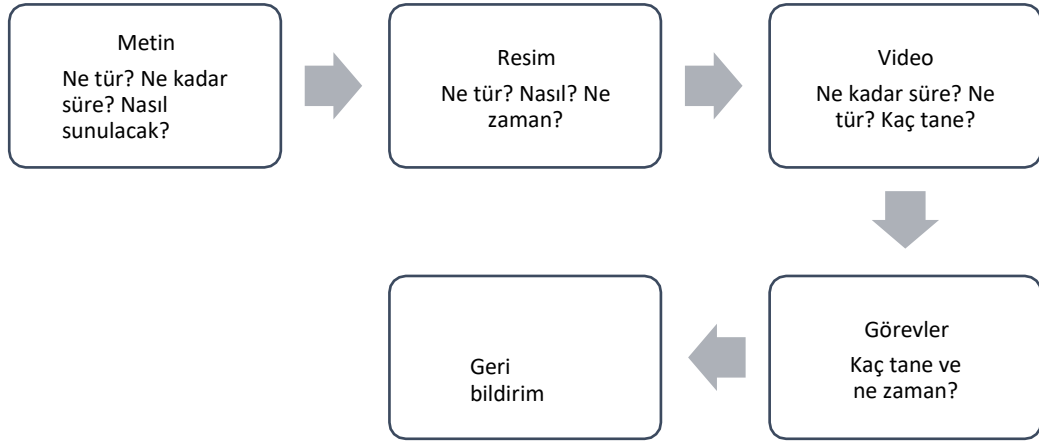 Metin
Ne tür? Ne kadar
süre? Nasıl
sunulacak?
Resim
Ne tür? Nasıl? Ne
zaman?
Video
Ne kadar süre? Ne
tür? Kaç tane?
Görevler
Kaç tane ve
ne zaman?
Geri
bildirim